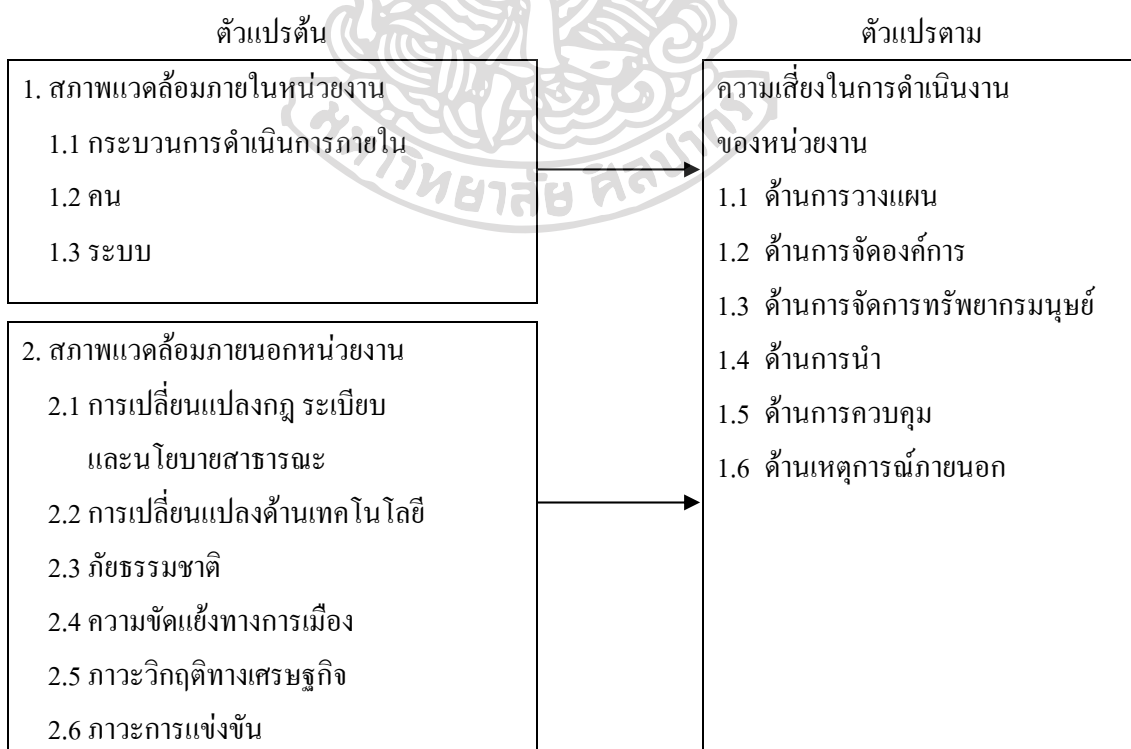 ตัวแปรต้น
1. สภาพแวดล้อมภายในหน่วยงาน
1.1 กระบวนการดำเนินการภายใน
1.2 คน
1.3 ระบบ
2. สภาพแวดล้อมภายนอกหน่วยงาน
2.1 การเปลี่ยนแปลงกฎ ระเบียบ
และนโยบายสาธารณะ
2.2 การเปลี่ยนแปลงด้านเทคโนโลยี
2.3 ภัยธรรมชาติ
2.4 ความขัดแย้งทางการเมือง
2.5 ภาวะวิกฤติทางเศรษฐกิจ
2.6 ภาวะการแข่งขัน
ตัวแปรตาม
ความเสี่ยงในการดำเนินงาน
ของหน่วยงาน
1.1 ด้านการวางแผน
1.2 ด้านการจัดองค์การ
1.3 ด้านการจัดการทรัพยากรมนุษย์
1.4 ด้านการนำ
1.5 ด้านการควบคุม
1.6 ด้านเหตุการณ์ภายนอก
มหาวิทยาลัย ศิลปากร